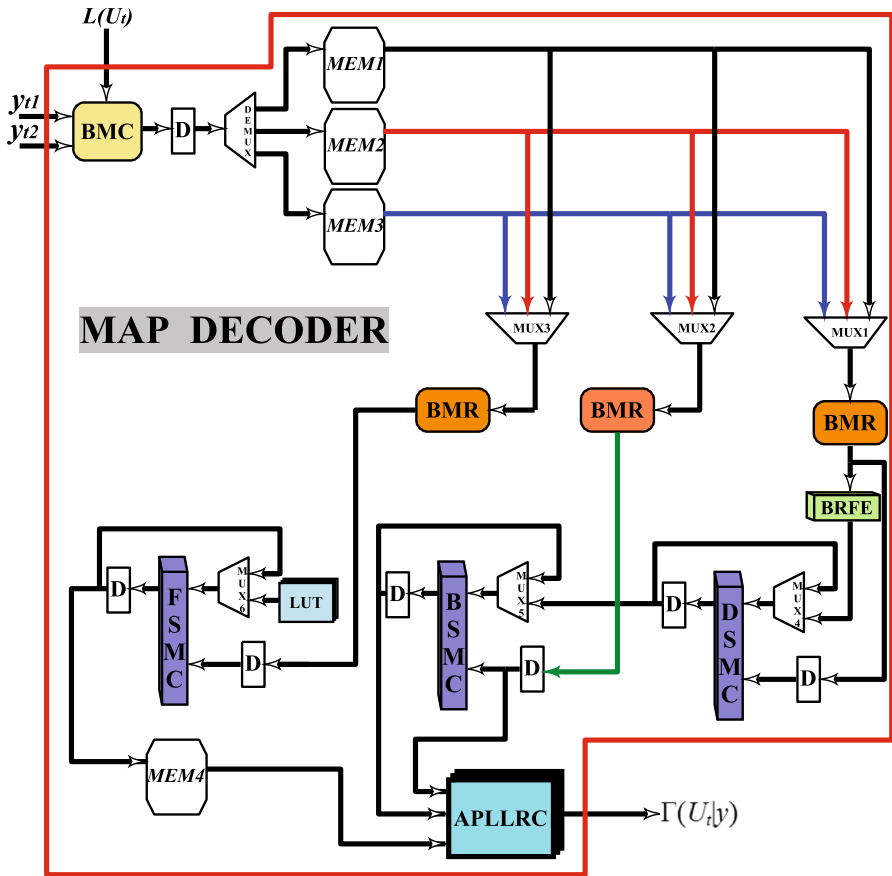 L(Ut)
yt1
yt2
BMC
D
DEMUX
MEM1
MEM2
MEM3
MAP DECODER
MUX3
MUX2
MUX1
BMR
BMR
BMR
BRFE
D
FSMC
MUX6
LUT
D
D
BSMC
MUX5
D
D
DSMC
MUX4
D
MEM4
APLLRC
Γ(Ut|y)